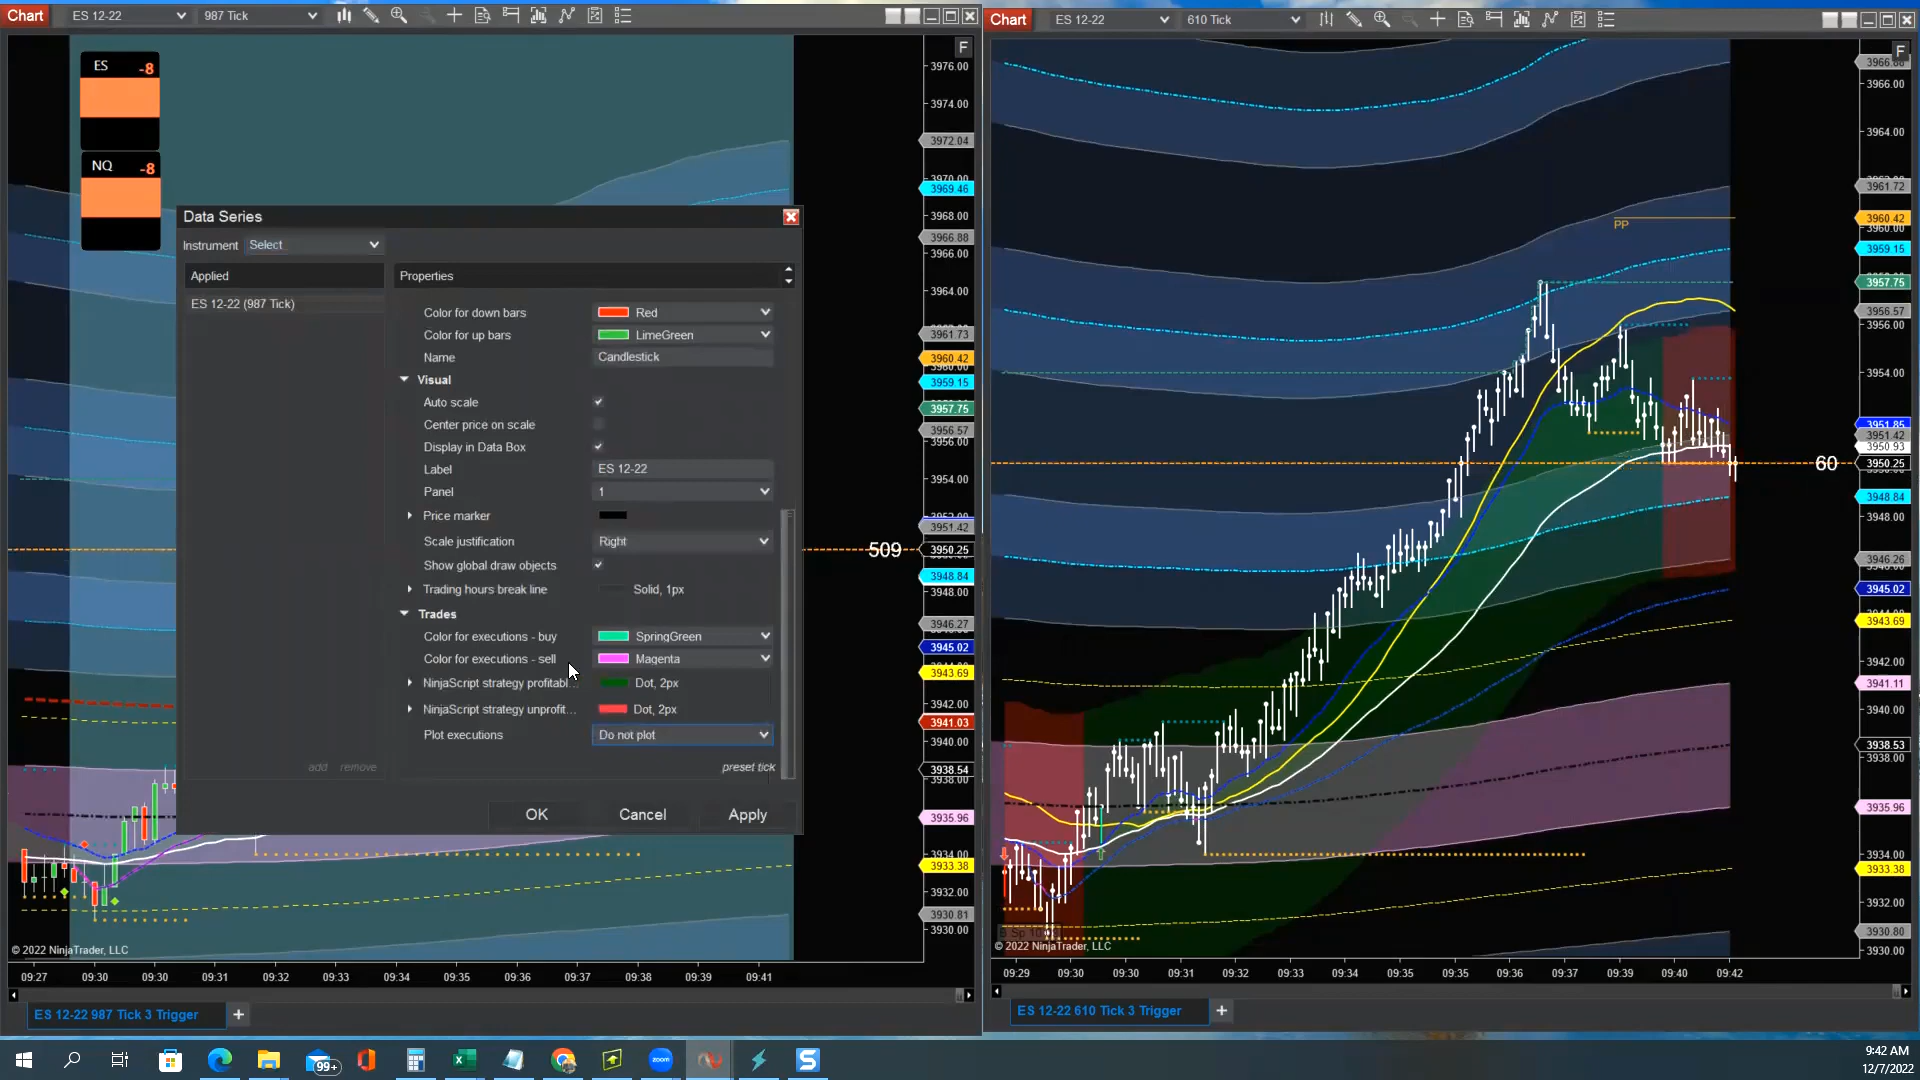 Chart ES 12-22 987 Tick
F
ES -8
NQ -8
3976.00
3974.00
3972.04
3970.00
3969.46
3968.00
3966.88
3966.00
3964.00
3961.73
3960.42
3959.15
3957.75
3956.57
3956.00
3954.00
3951.42
3950.25
3948.84
3948.00
3946.27
3945.02
3943.69
3942.00
3941.03
3940.00
3938.54
3938.00
3935.96
3934.00
3933.38
3932.00
3930.81
3930.00
509
Data Series
Instrument Select
Applied
ES 12-22 (987 Tick)
add remove
Properties
Color for down bars Red
Color for up bars LimeGreen
Name Candlestick
Visual
Auto scale
Center price on scale
Display in Data Box
Label ES 12-22
Panel 1
Price marker
Scale justification Right
Show global draw objects
Trading hours break line Solid, 1px
Trades
Color for executions - buy SpringGreen
Color for executions - sell Magenta
NinjaScript strategy profitabl... Dot, 2px
NinjaScript strategy unprofit... Dot, 2px
Plot executions Do not plot
preset tick
OK Cancel Apply
© 2022 NinjaTrader, LLC
09:27 09:30 09:30 09:31 09:32 09:33 09:34 09:35 09:36 09:37 09:38 09:39 09:41
ES 12-22 987 Tick 3 Trigger +
Chart ES 12-22 610 Tick
F
3966.88
3966.00
3964.00
3961.72
3960.42
3960.00
3959.15
3957.75
3956.57
3956.00
3954.00
3951.85
3951.42
3950.93
3950.25
3948.84
3948.00
3946.26
3945.02
3943.69
3942.00
3941.11
3940.00
3938.53
3938.00
3935.96
3934.00
3933.38
3932.00
3930.80
3930.00
PP
60
© 2022 NinjaTrader, LLC
09:29 09:30 09:30 09:31 09:32 09:33 09:34 09:35 09:36 09:37 09:39 09:40 09:42
ES 12-22 610 Tick 3 Trigger +
99+
zoom
9:42 AM
12/7/2022